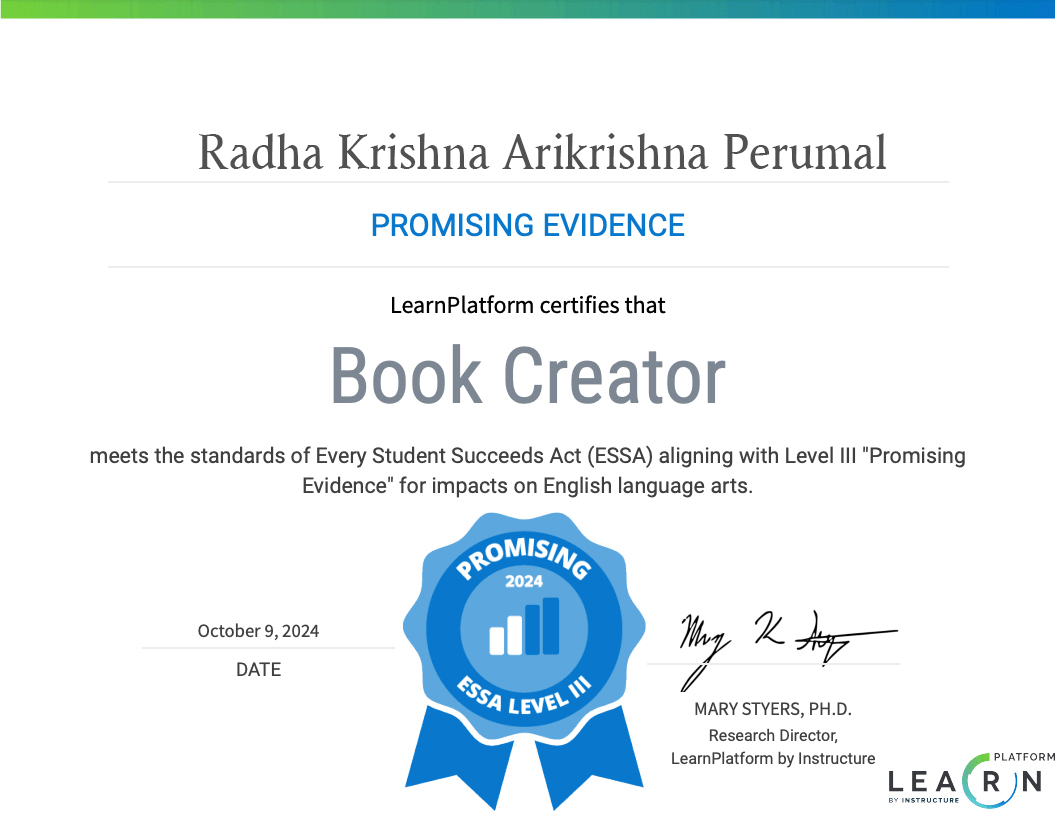 Radha Krishna Arikrishna Perumal
PROMISING EVIDENCE
LearnPlatform certifies that
Book Creator
meets the standards of Every Student Succeeds Act (ESSA) aligning with Level III "Promising
Evidence" for impacts on English language arts.
PROMISING
2024
ESSA LEVEL III
October 9, 2024
DATE
MARY STYERS, PH.D.
Research Director,
LearnPlatform by Instructure
PLATFORM
LEARN
BY INSTRUCTURE